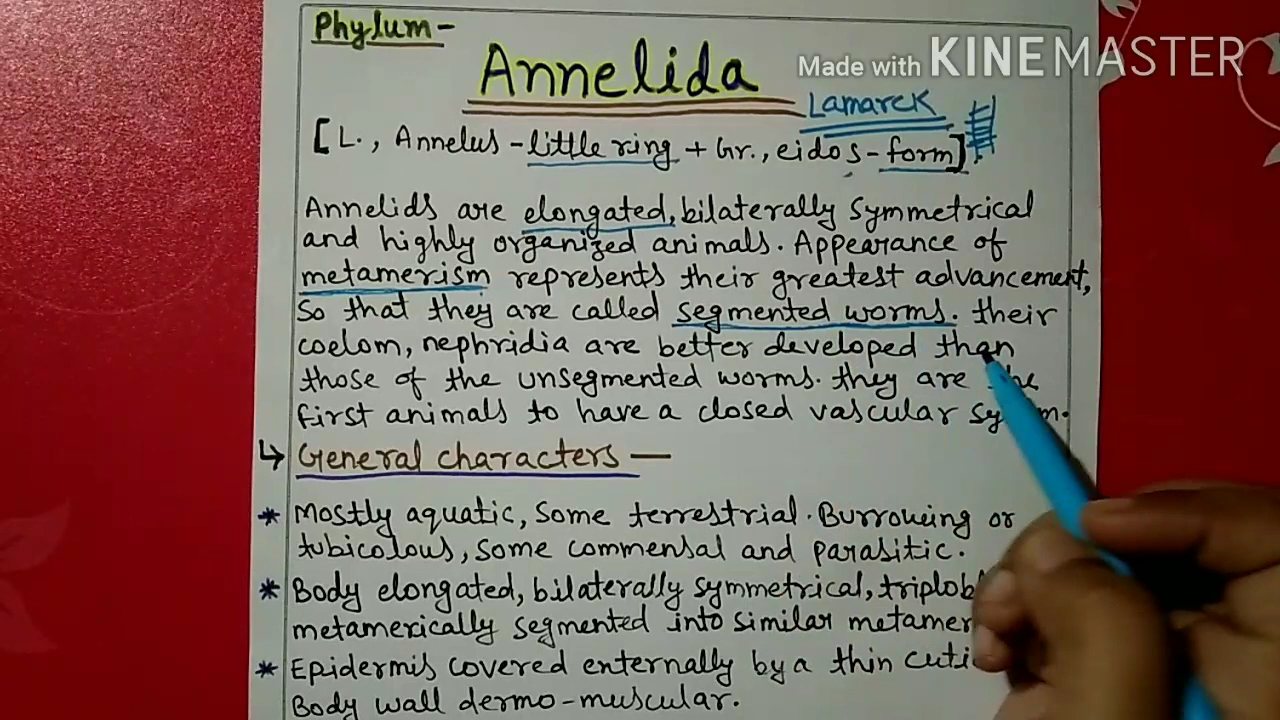 Phylum-
Made with KINEMASTER
Annelida
Lamarck
[L., Annelus - little ring + Gr., eidos - form]
Annelids are elongated, bilaterally symmetrical
and highly organized animals. Appearance of
metamerism represents their greatest advancement,
So that they are called segmented worms. their
coelom, nephridia are better developed than
those of the unsegmented worms. they are the
first animals to have a closed vascular
↳ General characters —
* Mostly aquatic, some terrestrial. Burrowing or
tubicolous, some commensal and parasitic.
* Body elongated, bilaterally symmetrical,
metamerically segmented into similar
* Epidermis covered enternally by a thin
Body wall dermo-muscular.